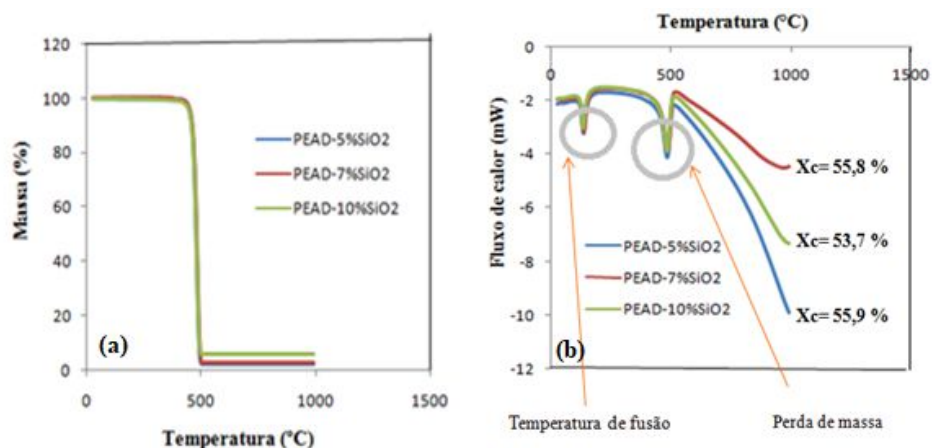 120
100
80
60
40
20
0
Massa (%)
PEAD-5%SiO2
PEAD-7%SiO2
PEAD-10%SiO2
(a)
0
500
1000
1500
Temperatura (ºC)
Temperatura (°C)
0
500
1000
1500
0
-2
-4
-6
-8
-10
-12
Fluxo de calor (mW)
PEAD-5%SiO2
PEAD-7%SiO2
PEAD-10%SiO2
Xc= 55,8 %
Xc= 53,7 %
Xc= 55,9 %
(b)
Temperatura de fusão
Perda de massa